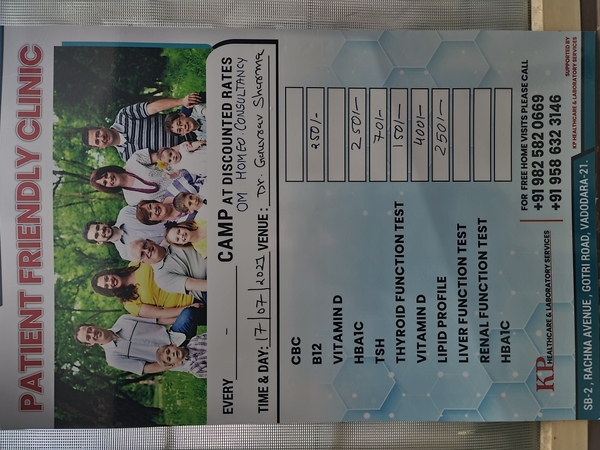 PATIENT FRIENDLY CLINIC
EVERY - CAMP AT DISCOUNTED RATES
OM HOMEO CONSULTANCY
TIME & DAY: 17/07/2021 VENUE: Dr. Gaurav Sharma
CBC
B12 250/-
VITAMIN D
HBA1C 250/-
TSH 70/-
THYROID FUNCTION TEST 150/-
VITAMIN D 400/-
LIPID PROFILE 250/-
LIVER FUNCTION TEST
RENAL FUNCTION TEST
HBA1C
KP
HEALTHCARE & LABORATORY SERVICES
FOR FREE HOME VISITS PLEASE CALL
+91 982 582 0669
+91 958 632 3146
SUPPORTED BY
KP HEALTHCARE & LABORATORY SERVICES
SB-2, RACHNA AVENUE, GOTRI ROAD, VADODARA-21.